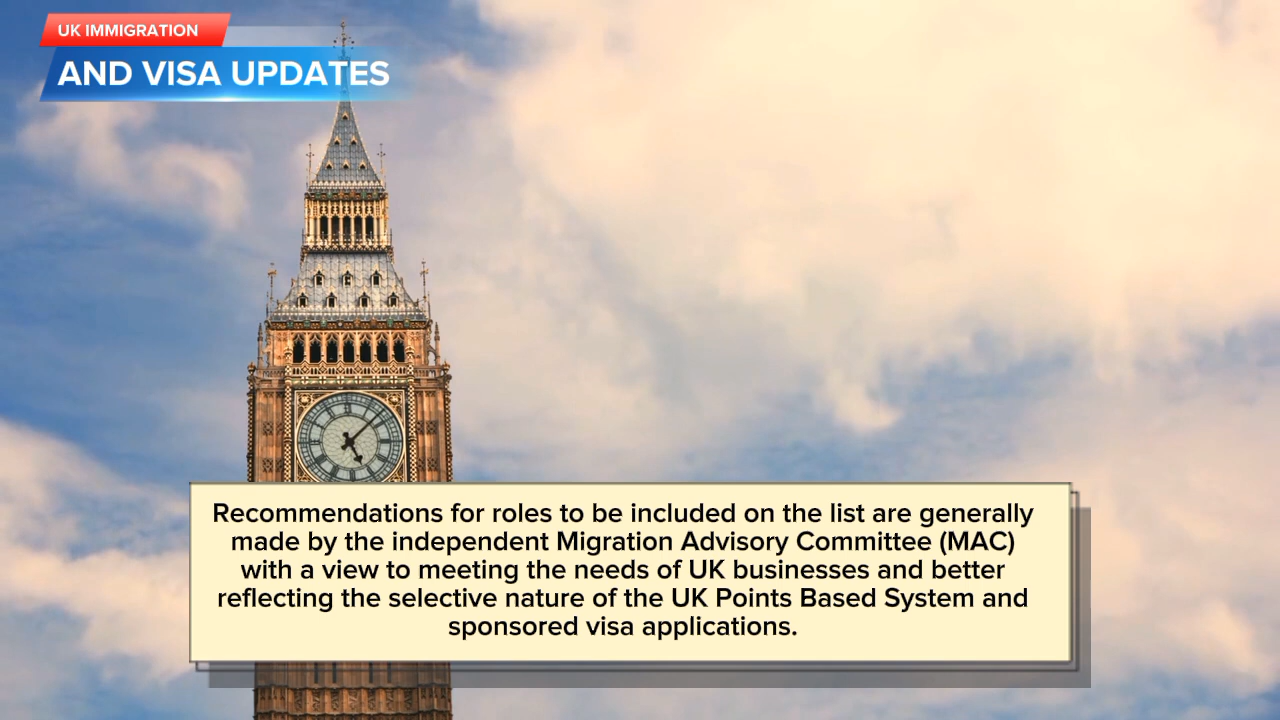 UK IMMIGRATION
AND VISA UPDATES
Recommendations for roles to be included on the list are generally
made by the independent Migration Advisory Committee (MAC)
with a view to meeting the needs of UK businesses and better
reflecting the selective nature of the UK Points Based System and
sponsored visa applications.